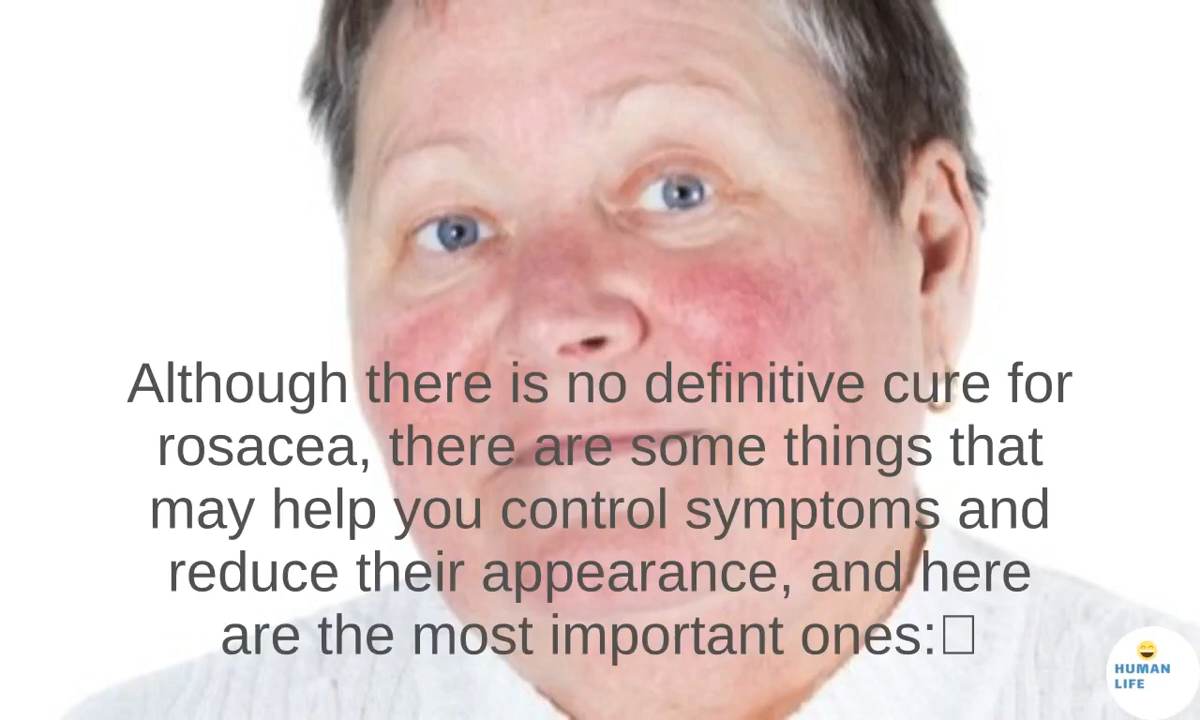 Although there is no definitive cure for
rosacea, there are some things that
may help you control symptoms and
reduce their appearance, and here
are the most important ones:
HUMAN
LIFE